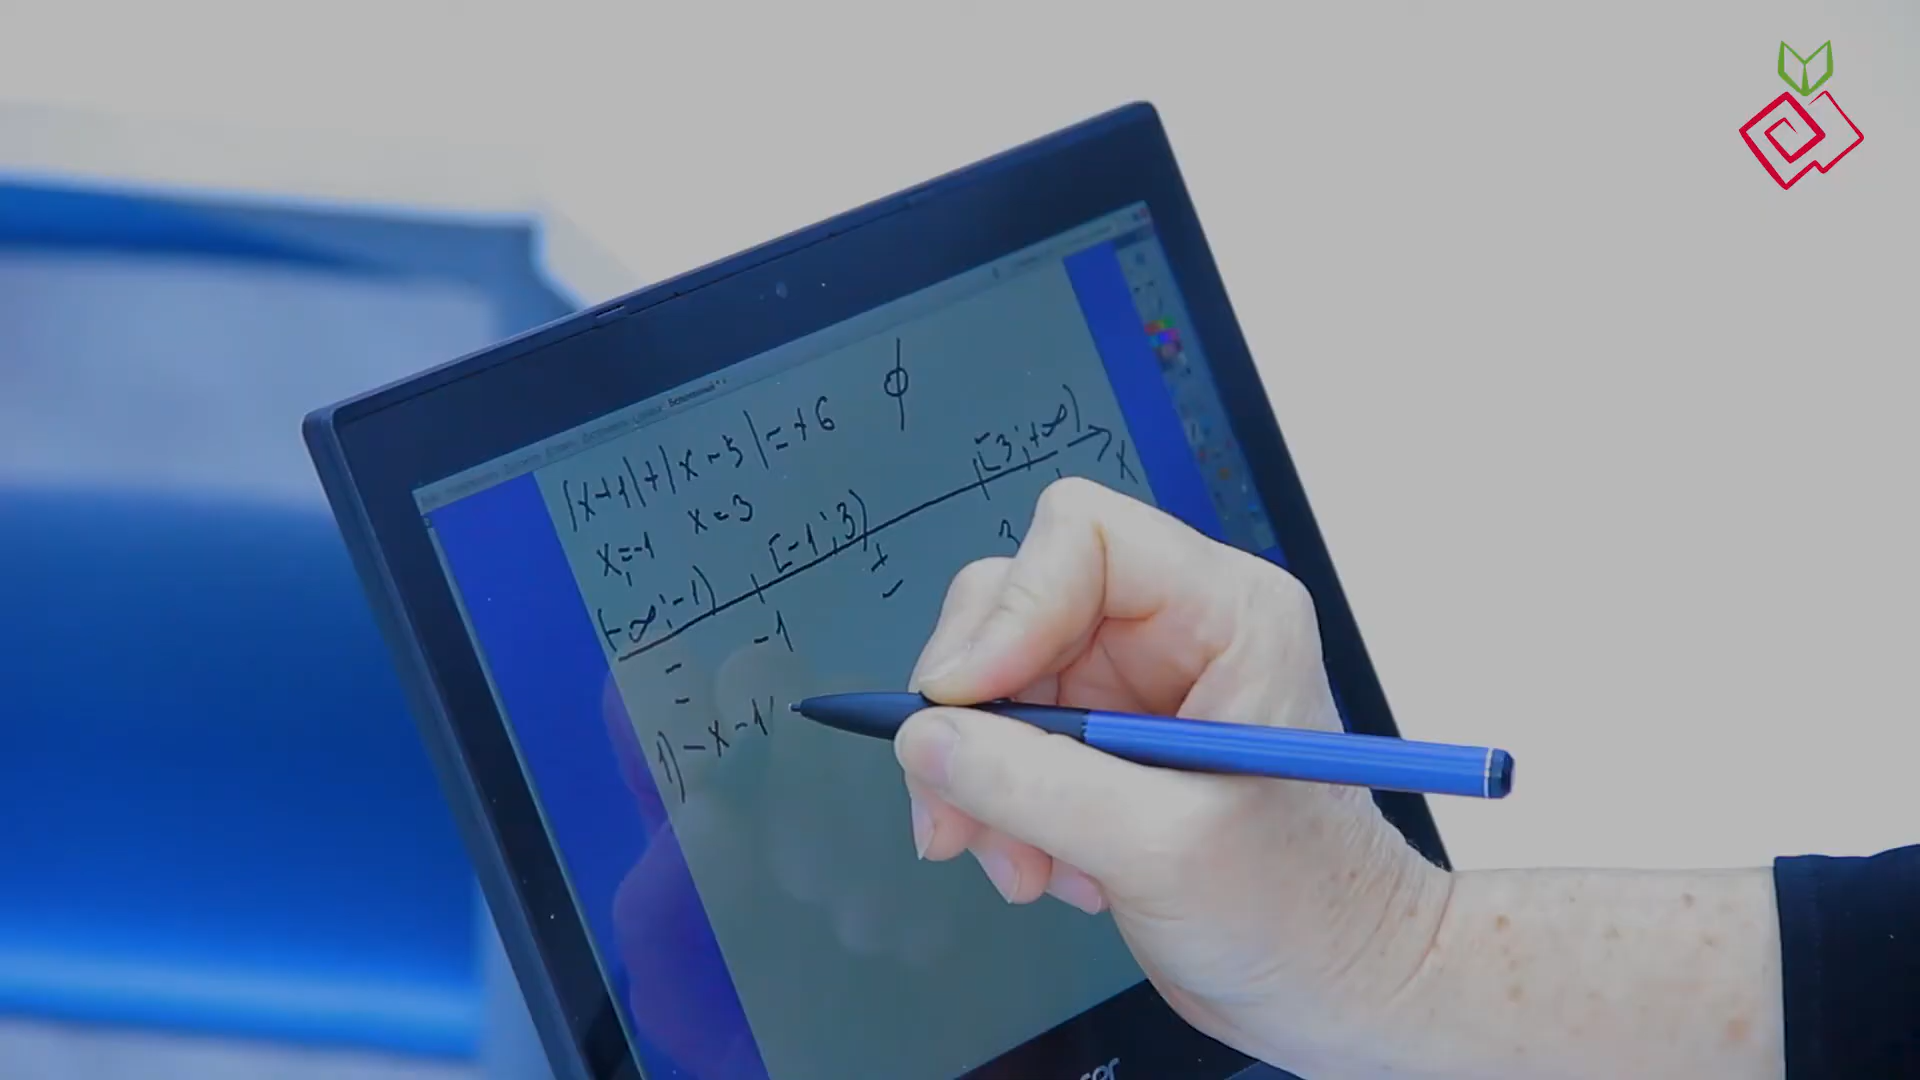 |x+1|+|x-3|=+6 ϕ
x=-1 x=3
(-∞;-1) [-1;3) [3;+∞)
x
-1 3
- +
- -
1) -x-1